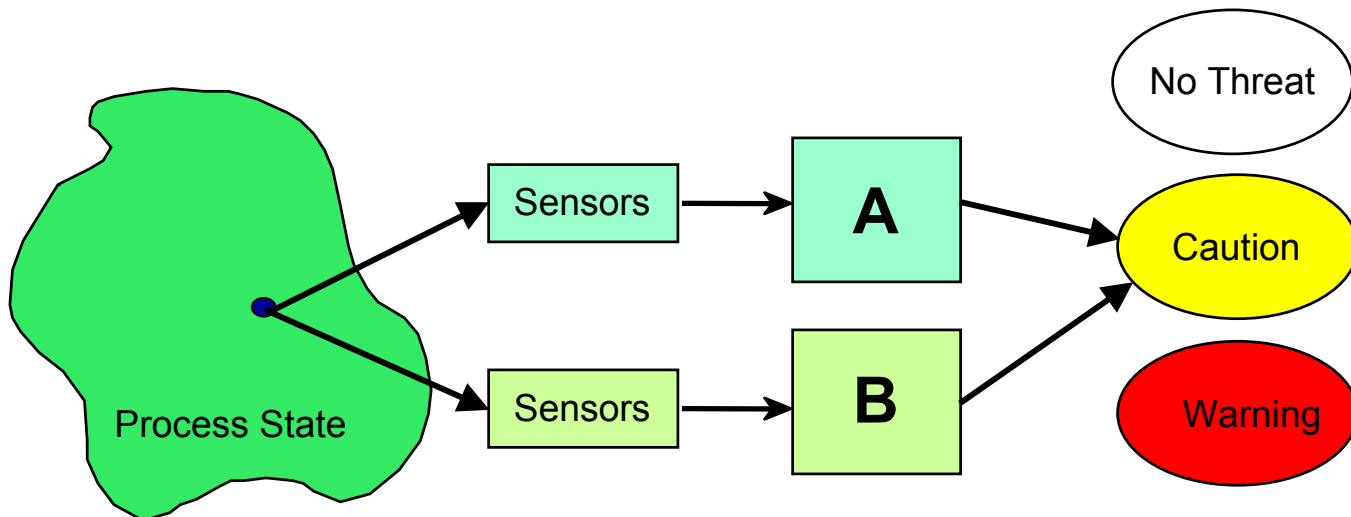 No Threat
Sensors
A
Caution
Process State
Sensors
B
Warning